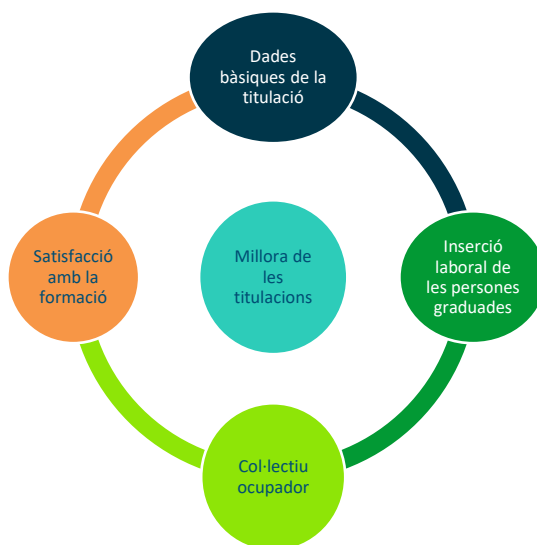 Dades
bàsiques de la
titulació
Satisfacció
amb la
formació
Millora de
les
titulacions
Inserció
laboral de
les persones
graduades
Col·lectiu
ocupador